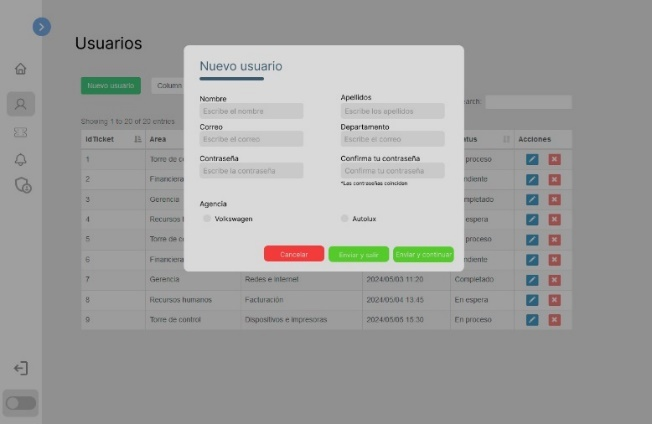 Usuarios
Nuevo usuario
Nuevo usuario
Column
Nombre
Apellidos
arch:
Escribe el nombre
Escribe los apellidos
Showing 1 to 20 of 20 entries
Correo
Departamento
idTicket
Area
Escribe el correo
Escribe el correo
atus
Acciones
Contraseña
Confirma tu contraseña
1
Torre de co
proceso
Escribe la contraseña
Confirma tu contraseña
2
Financiera
ndiente
*Las contraseñas coinciden
3
Gerencia
mpletado
Agencia
4
Recursos h
espera
Volkswagen
Autolux
5
Torre de co
proceso
Cancelar
Enviar y salir
Enviar y continuar
6
Financiera
ndiente
7
Gerencia
Redes e internet
2024/05/03 11:20
Completado
8
Recursos humanos
Facturación
2024/05/04 13:45
En espera
9
Torre de control
Dispositivos e impresoras
2024/05/05 15:30
En proceso